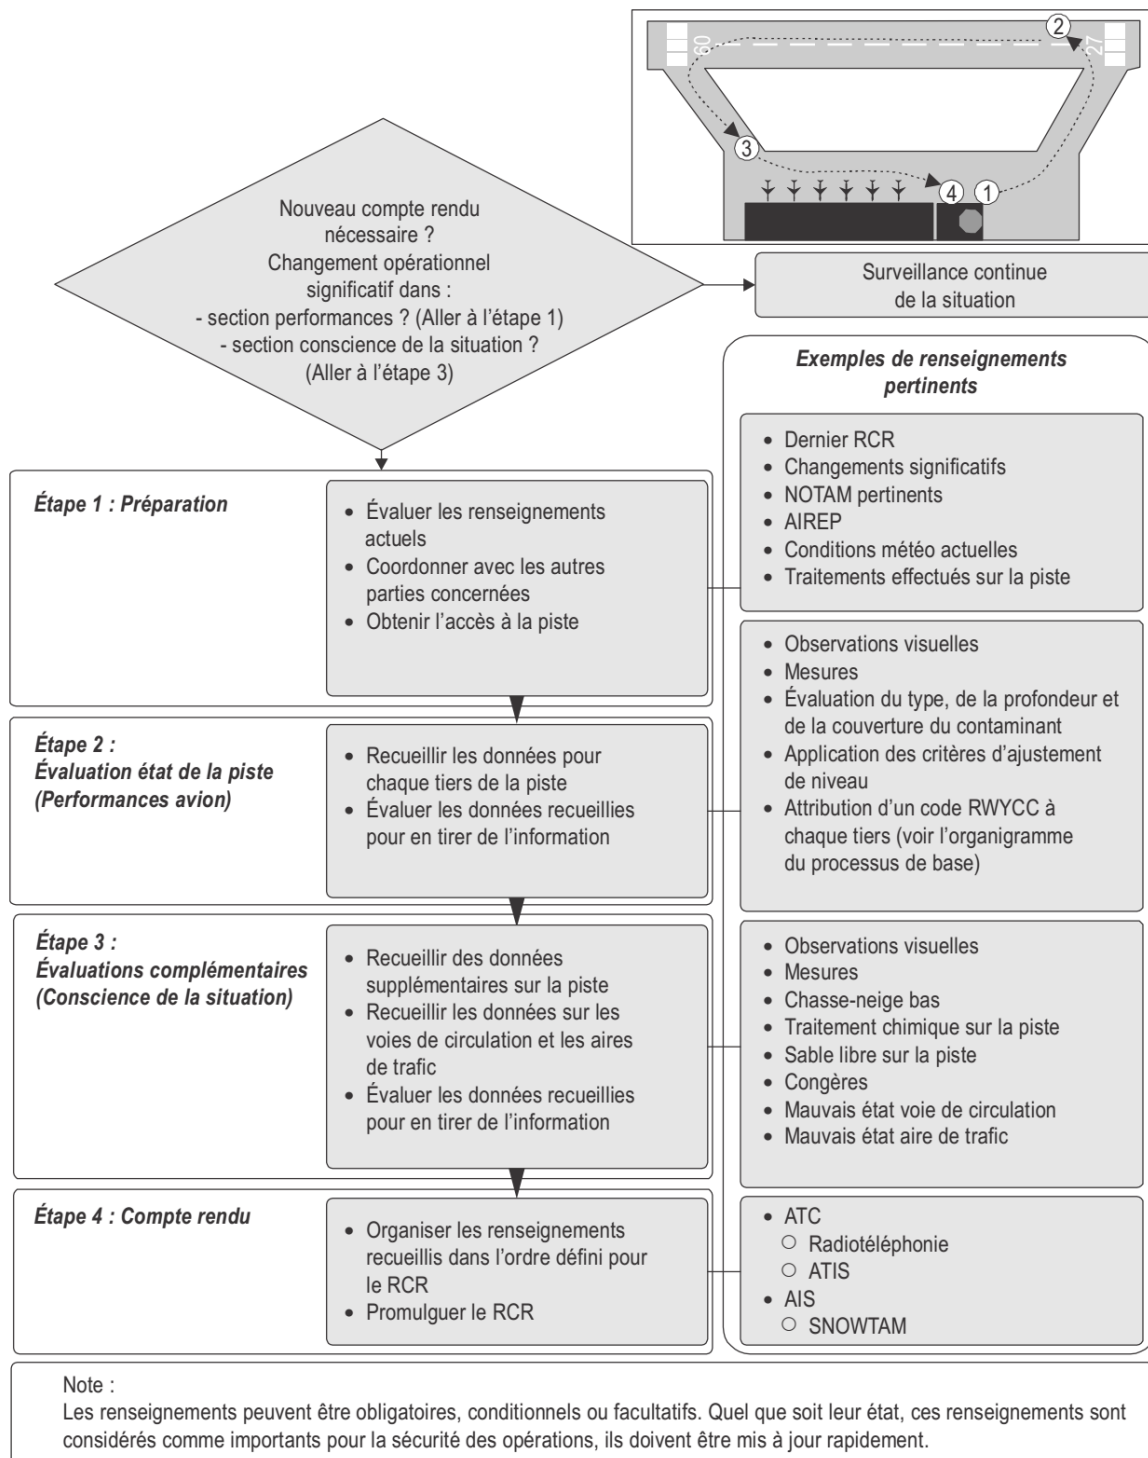 2
60
27
3
4
1
Nouveau compte rendu
nécessaire ?
Changement opérationnel
significatif dans :
- section performances ? (Aller à l’étape 1)
- section conscience de la situation ?
(Aller à l’étape 3)
Surveillance continue
de la situation
Exemples de renseignements
pertinents
Étape 1 : Préparation
• Évaluer les renseignements
actuels
• Coordonner avec les autres
parties concernées
• Obtenir l’accès à la piste
• Dernier RCR
• Changements significatifs
• NOTAM pertinents
• AIREP
• Conditions météo actuelles
• Traitements effectués sur la piste
Étape 2 :
Évaluation état de la piste
(Performances avion)
• Recueillir les données pour
chaque tiers de la piste
• Évaluer les données recueillies
pour en tirer de l’information
• Observations visuelles
• Mesures
• Évaluation du type, de la profondeur et
de la couverture du contaminant
• Application des critères d’ajustement
de niveau
• Attribution d’un code RWYCC à
chaque tiers (voir l’organigramme
du processus de base)
Étape 3 :
Évaluations complémentaires
(Conscience de la situation)
• Recueillir des données
supplémentaires sur la piste
• Recueillir les données sur les
voies de circulation et les aires
de trafic
• Évaluer les données recueillies
pour en tirer de l’information
• Observations visuelles
• Mesures
• Chasse-neige bas
• Traitement chimique sur la piste
• Sable libre sur la piste
• Congères
• Mauvais état voie de circulation
• Mauvais état aire de trafic
Étape 4 : Compte rendu
• Organiser les renseignements
recueillis dans l’ordre défini pour
le RCR
• Promulguer le RCR
• ATC
○ Radiotéléphonie
○ ATIS
• AIS
○ SNOWTAM
Note :
Les renseignements peuvent être obligatoires, conditionnels ou facultatifs. Quel que soit leur état, ces renseignements sont
considérés comme importants pour la sécurité des opérations, ils doivent être mis à jour rapidement.